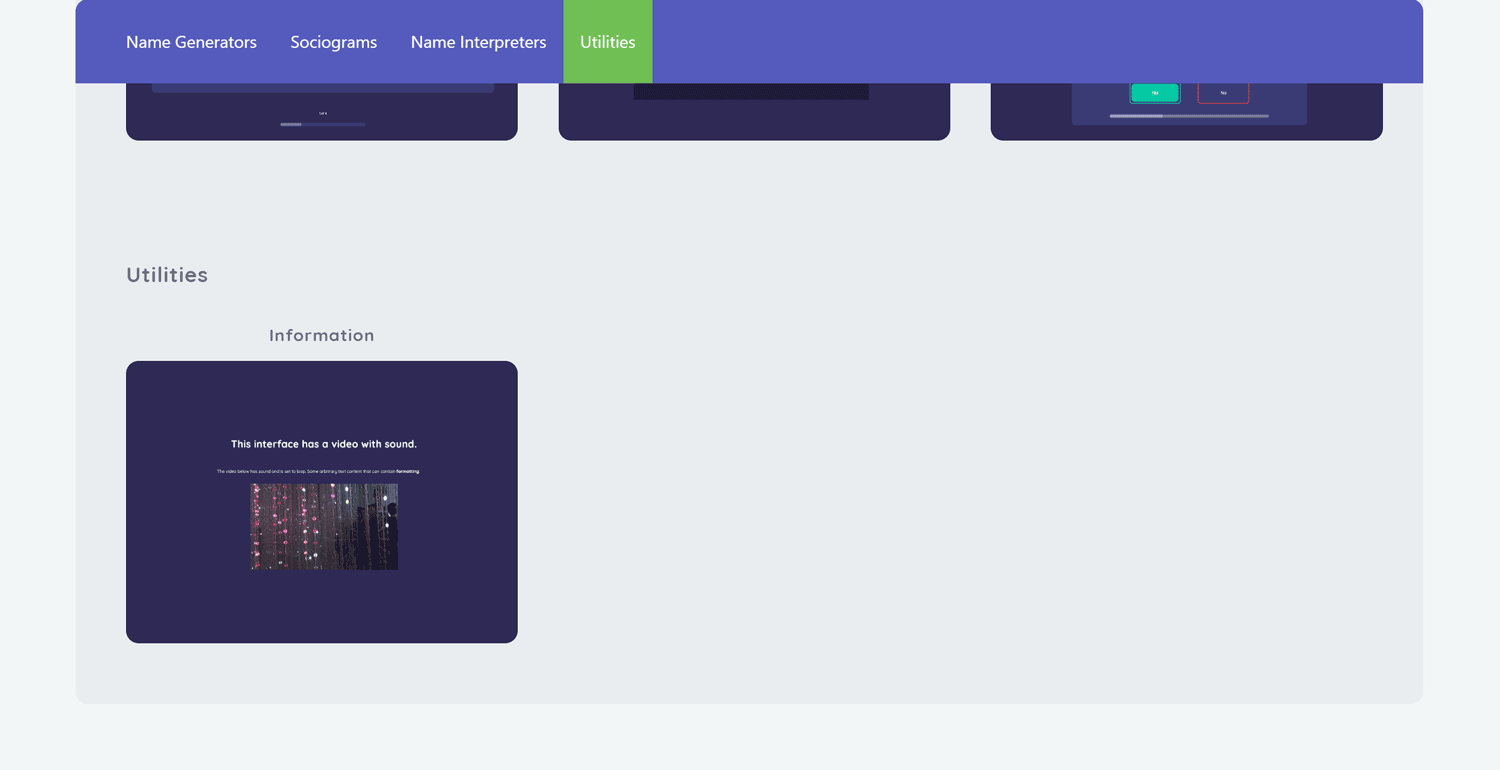 Name Generators Sociograms Name Interpreters Utilities
1 of 4
Yes No
Utilities
Information
This interface has a video with sound.
The video below has sound and is set to loop. Some arbitrary text content that can contain formatting.